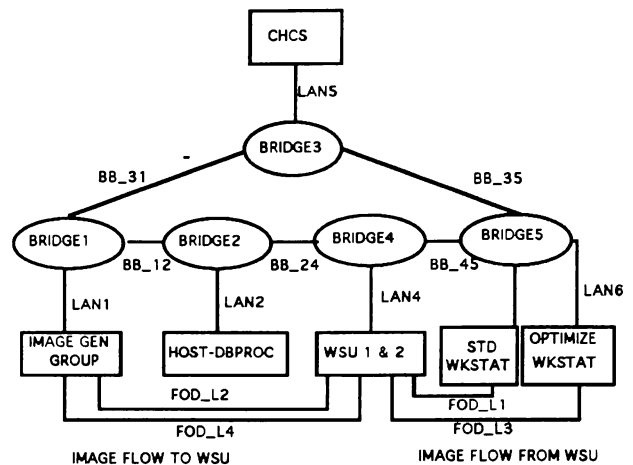 CHCS
LAN5
BRIDGE3
BB_31
BB_35
BRIDGE1
BRIDGE2
BRIDGE4
BRIDGE5
BB_12
BB_24
BB_45
LAN1
LAN2
LAN4
LAN6
IMAGE GEN
GROUP
HOST-DBPROC
WSU 1 & 2
STD
WKSTAT
OPTIMIZE
WKSTAT
FOD_L2
FOD_L1
FOD_L4
FOD_L3
IMAGE FLOW TO WSU
IMAGE FLOW FROM WSU